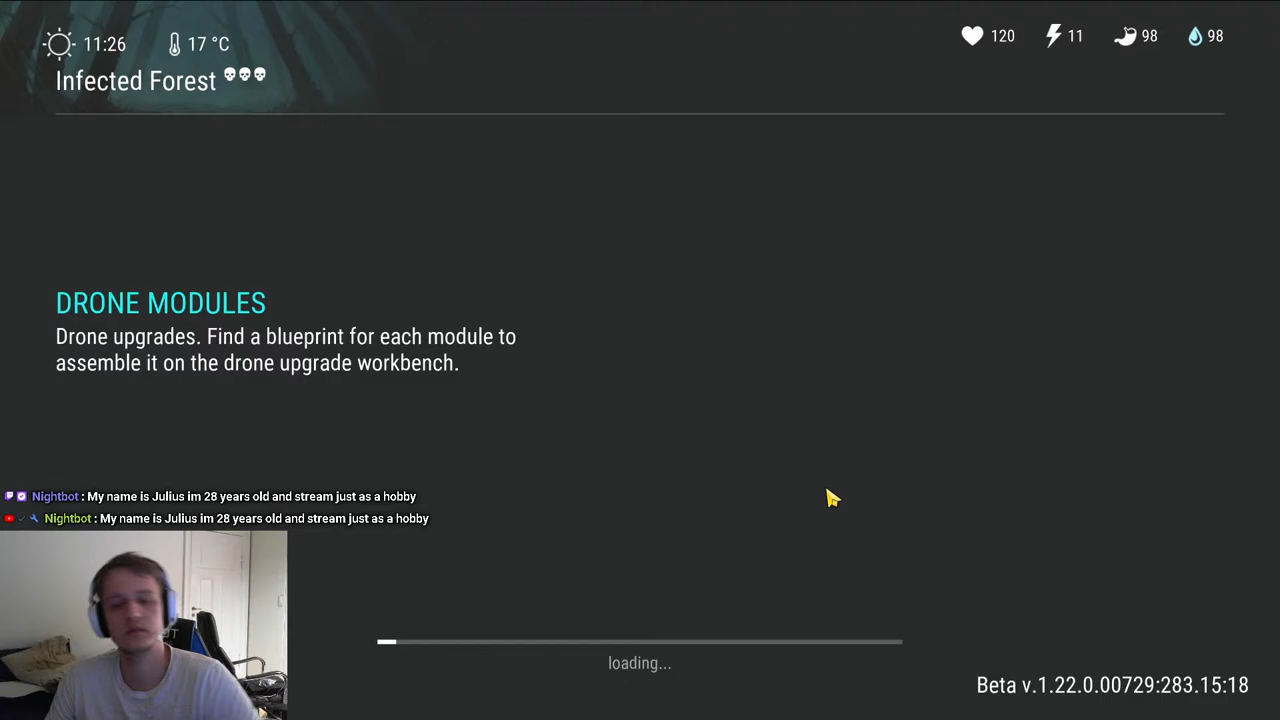 11:26 17 °C
120 11 98 98
Infected Forest
DRONE MODULES
Drone upgrades. Find a blueprint for each module to
assemble it on the drone upgrade workbench.
Nightbot : My name is Julius im 28 years old and stream just as a hobby
Nightbot : My name is Julius im 28 years old and stream just as a hobby
loading...
Beta v.1.22.0.00729:283.15:18